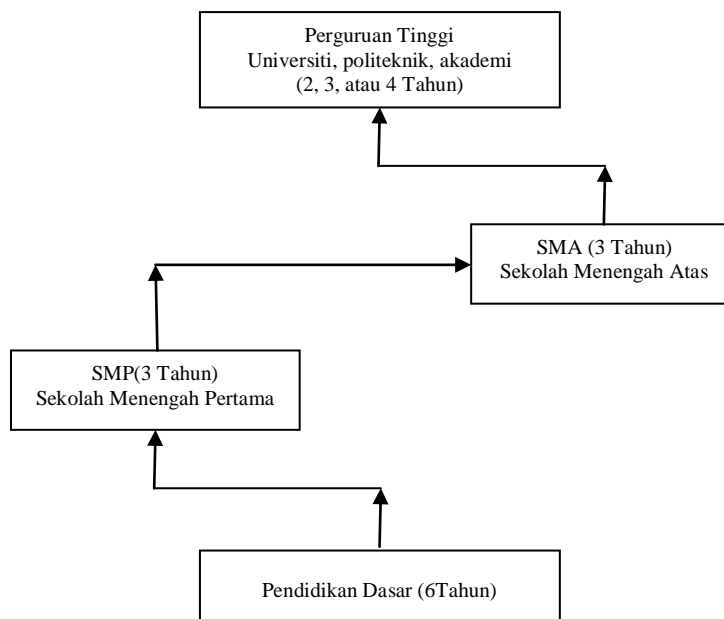 Perguruan Tinggi
Universiti, politeknik, akademi
(2, 3, atau 4 Tahun)
SMA (3 Tahun)
Sekolah Menengah Atas
SMP(3 Tahun)
Sekolah Menengah Pertama
Pendidikan Dasar (6Tahun)